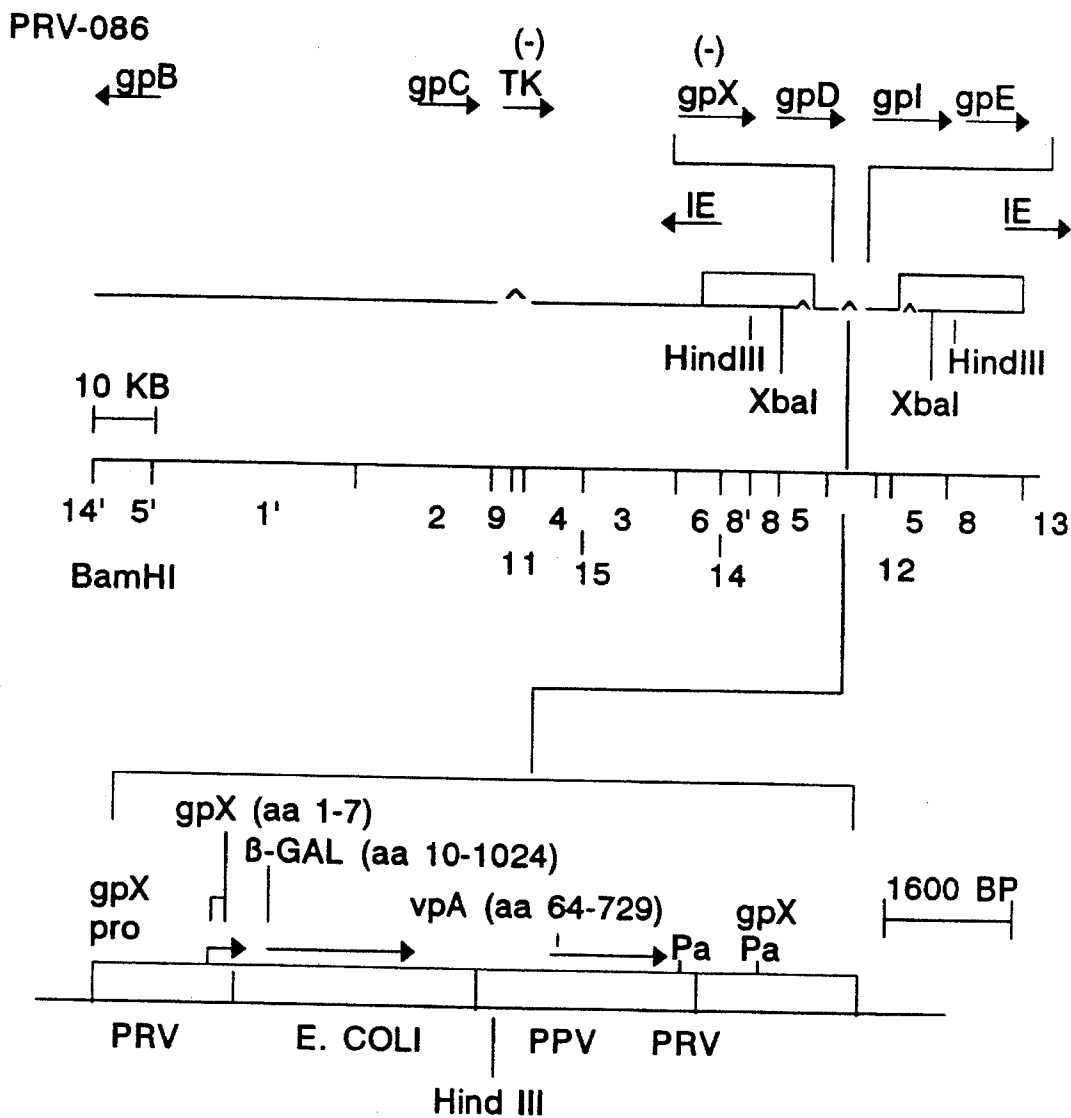 PRV-086
(-) (-)
gpB gpC TK gpX gpD gpI gpE
IE IE
HindIII HindIII
XbaI XbaI
10 KB
14' 5' 1' 2 9 4 3 6 8' 8 5 5 8 13
11 15 14 12
BamHI
gpX (aa 1-7)
ß-GAL (aa 10-1024)
gpX
pro
vpA (aa 64-729)
gpX
Pa Pa
1600 BP
PRV E. COLI PPV PRV
Hind III